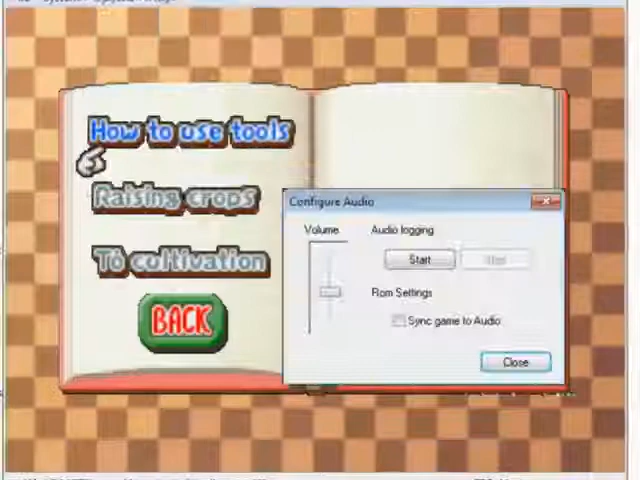 How to use tools
Raising crops
To cultivation
BACK
Configure Audio
Volume
Audio logging
Start
Rom Settings
Sync game to Audio
Close